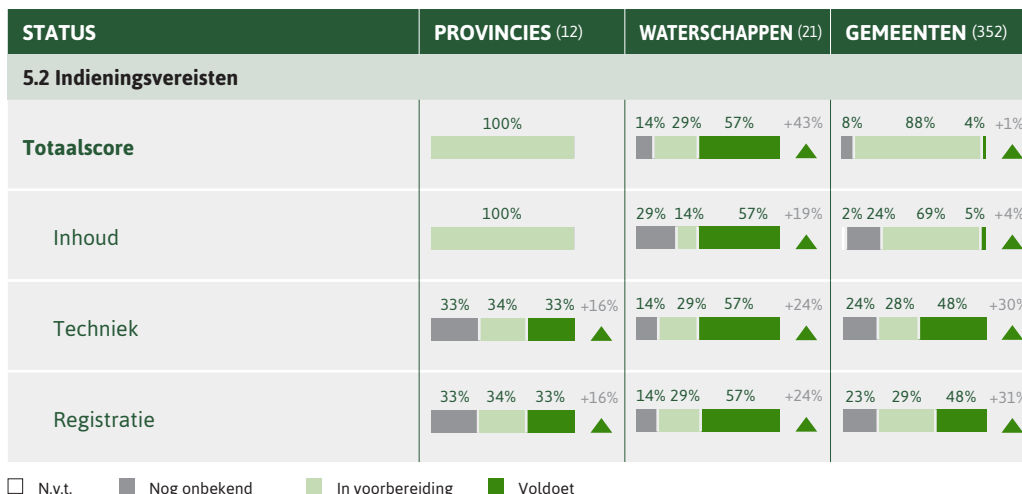 STATUS PROVINCIES (12) WATERSCHAPPEN (21) GEMEENTEN (352)
5.2 Indieningsvereisten
100% 14% 29% 57% +43% 8% 88% 4% +1%
Totaalscore
100% 29% 14% 57% +19% 2% 24% 69% 5% +4%
Inhoud
33% 34% 33% +16% 14% 29% 57% +24% 24% 28% 48% +30%
Techniek
33% 34% 33% +16% 14% 29% 57% +24% 23% 29% 48% +31%
Registratie
N.v.t. Nog onbekend In voorbereiding Voldoet